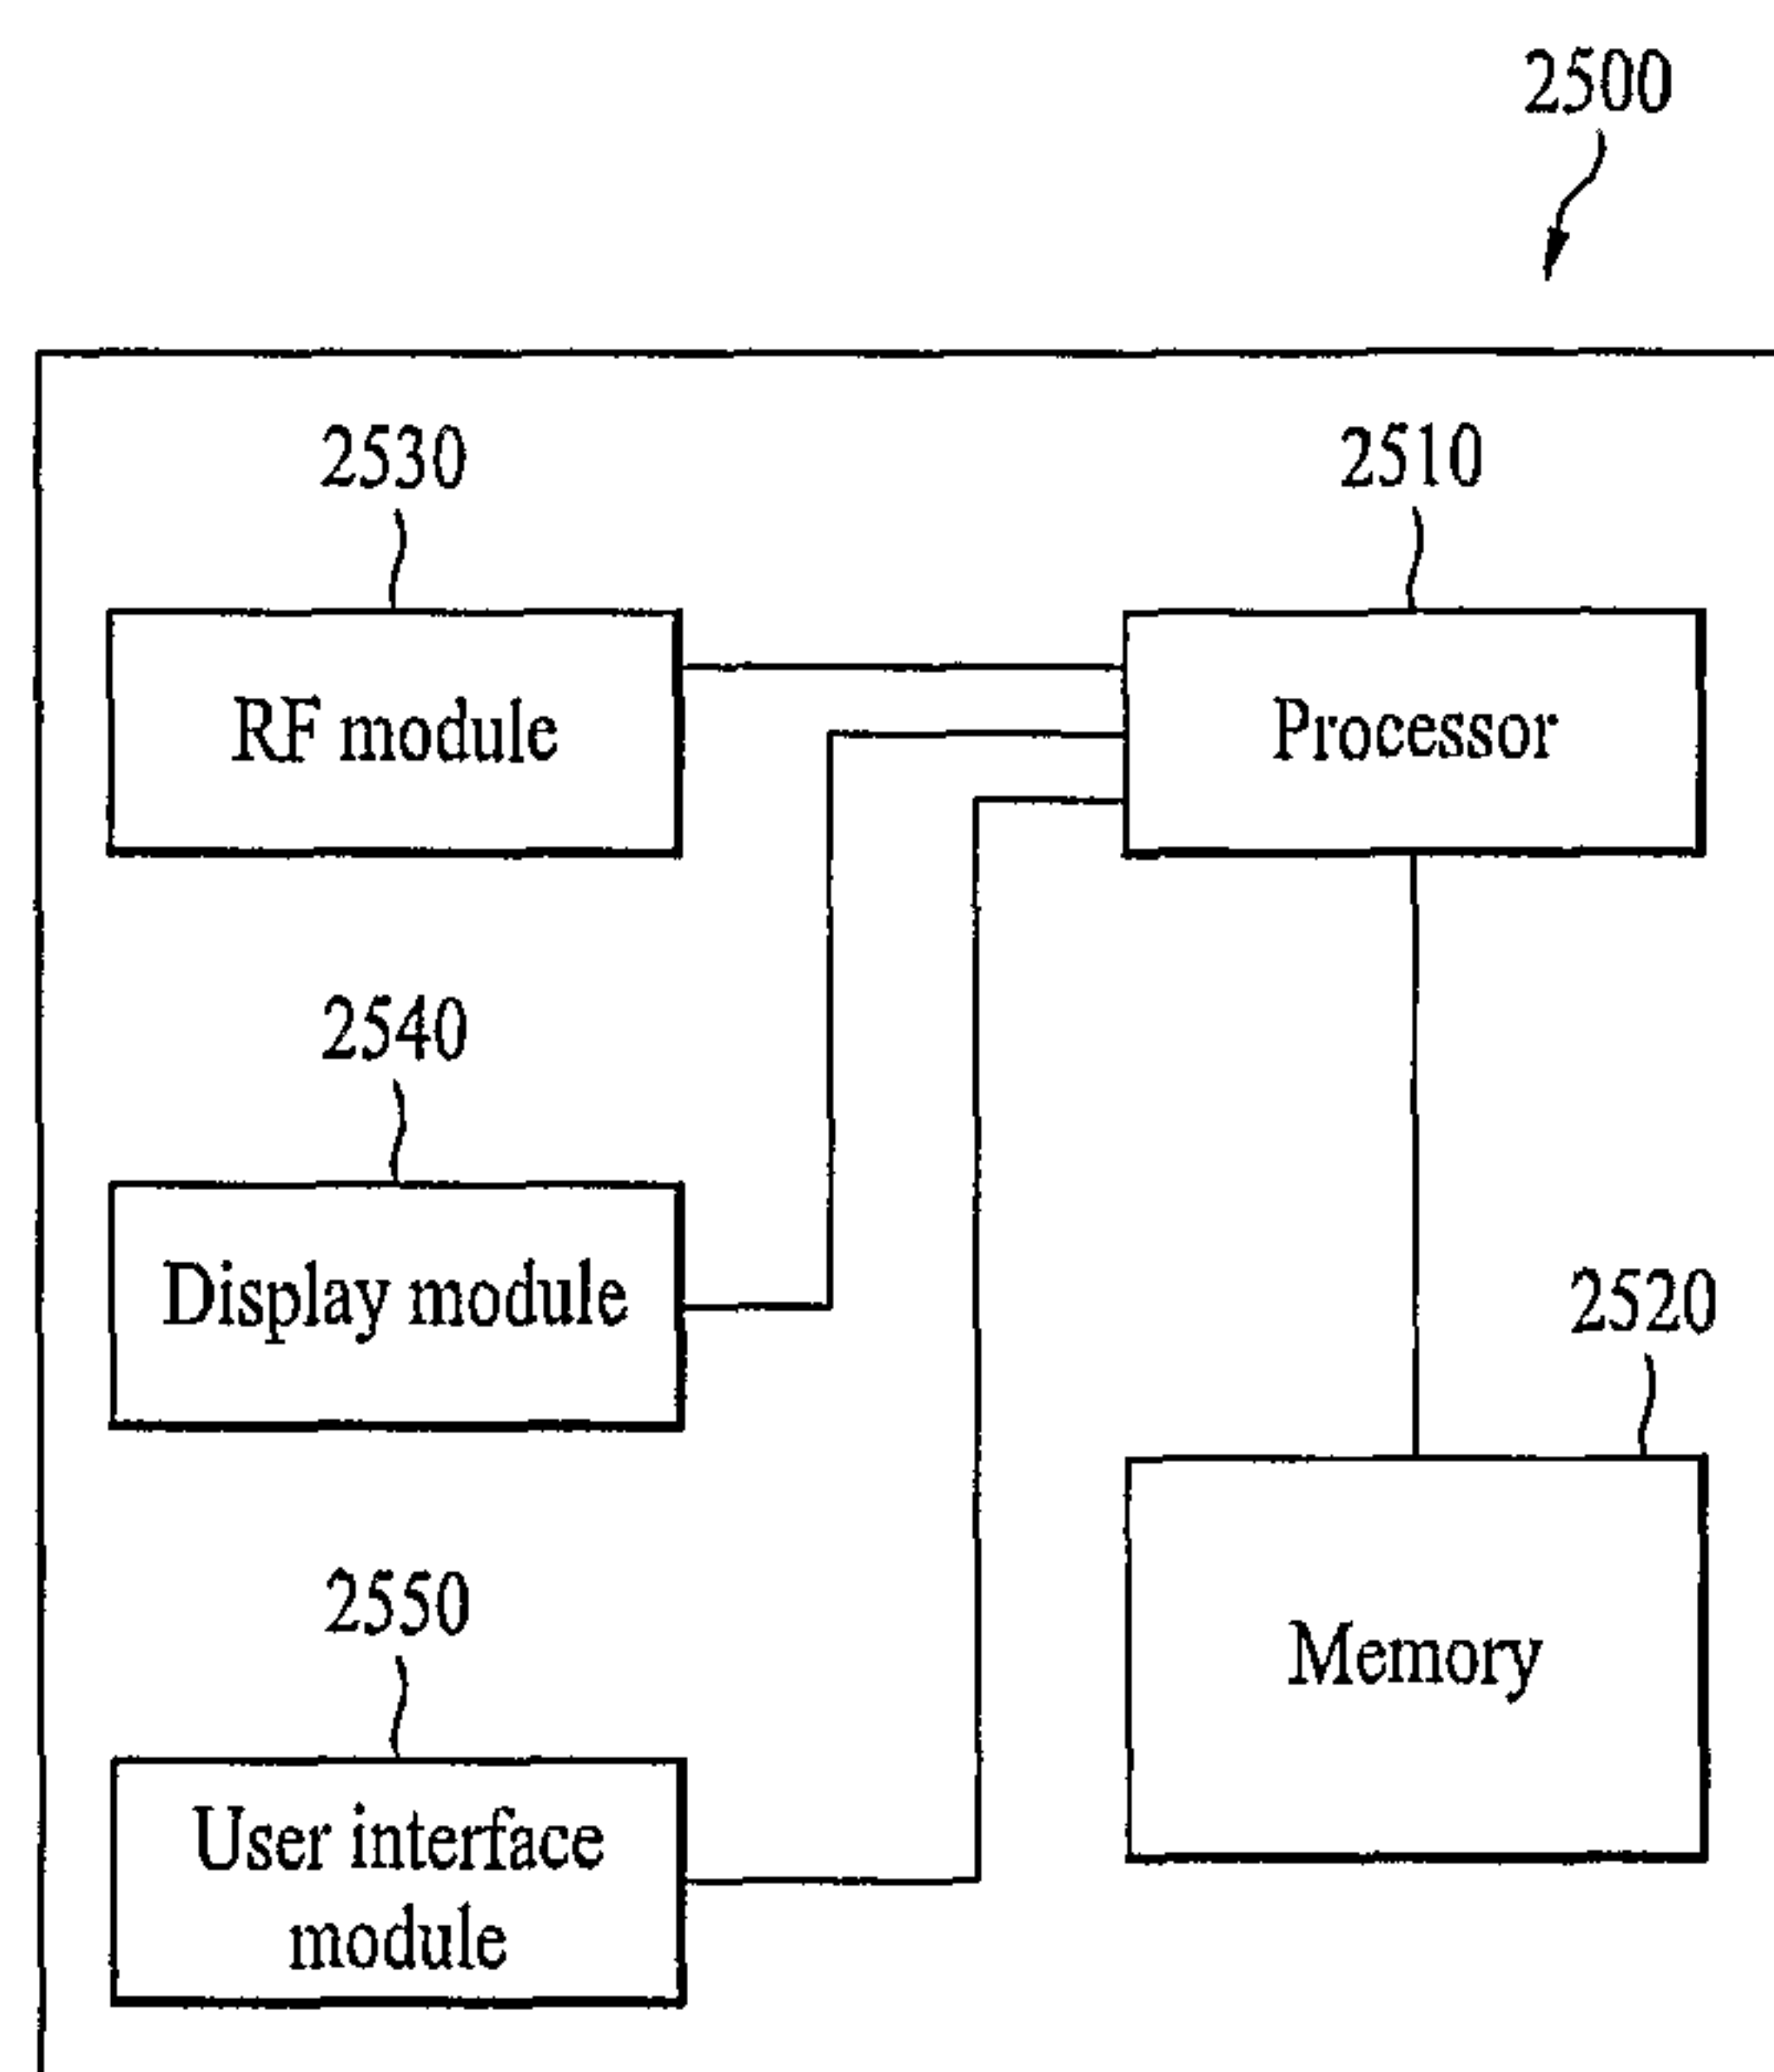 2500
2530
2510
RF module
Processor
2540
Display module
2520
2550
Memory
User interface
module